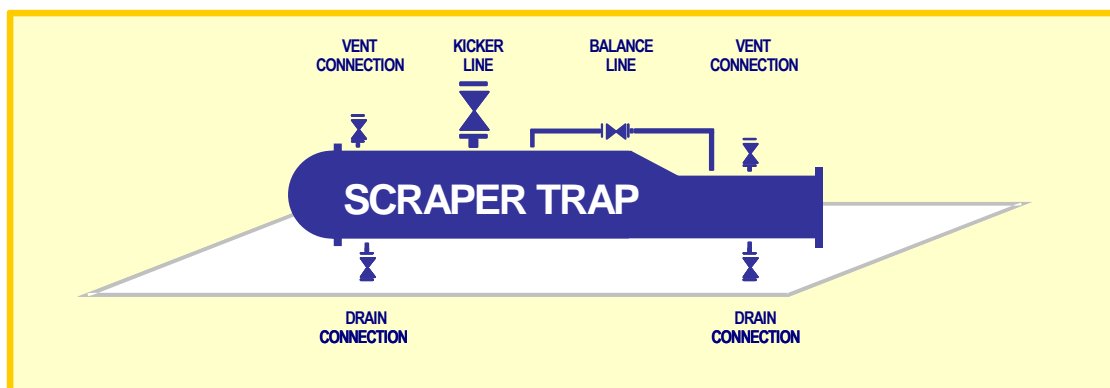 VENT
CONNECTION
KICKER
LINE
BALANCE
LINE
VENT
CONNECTION
SCRAPER TRAP
DRAIN
CONNECTION
DRAIN
CONNECTION